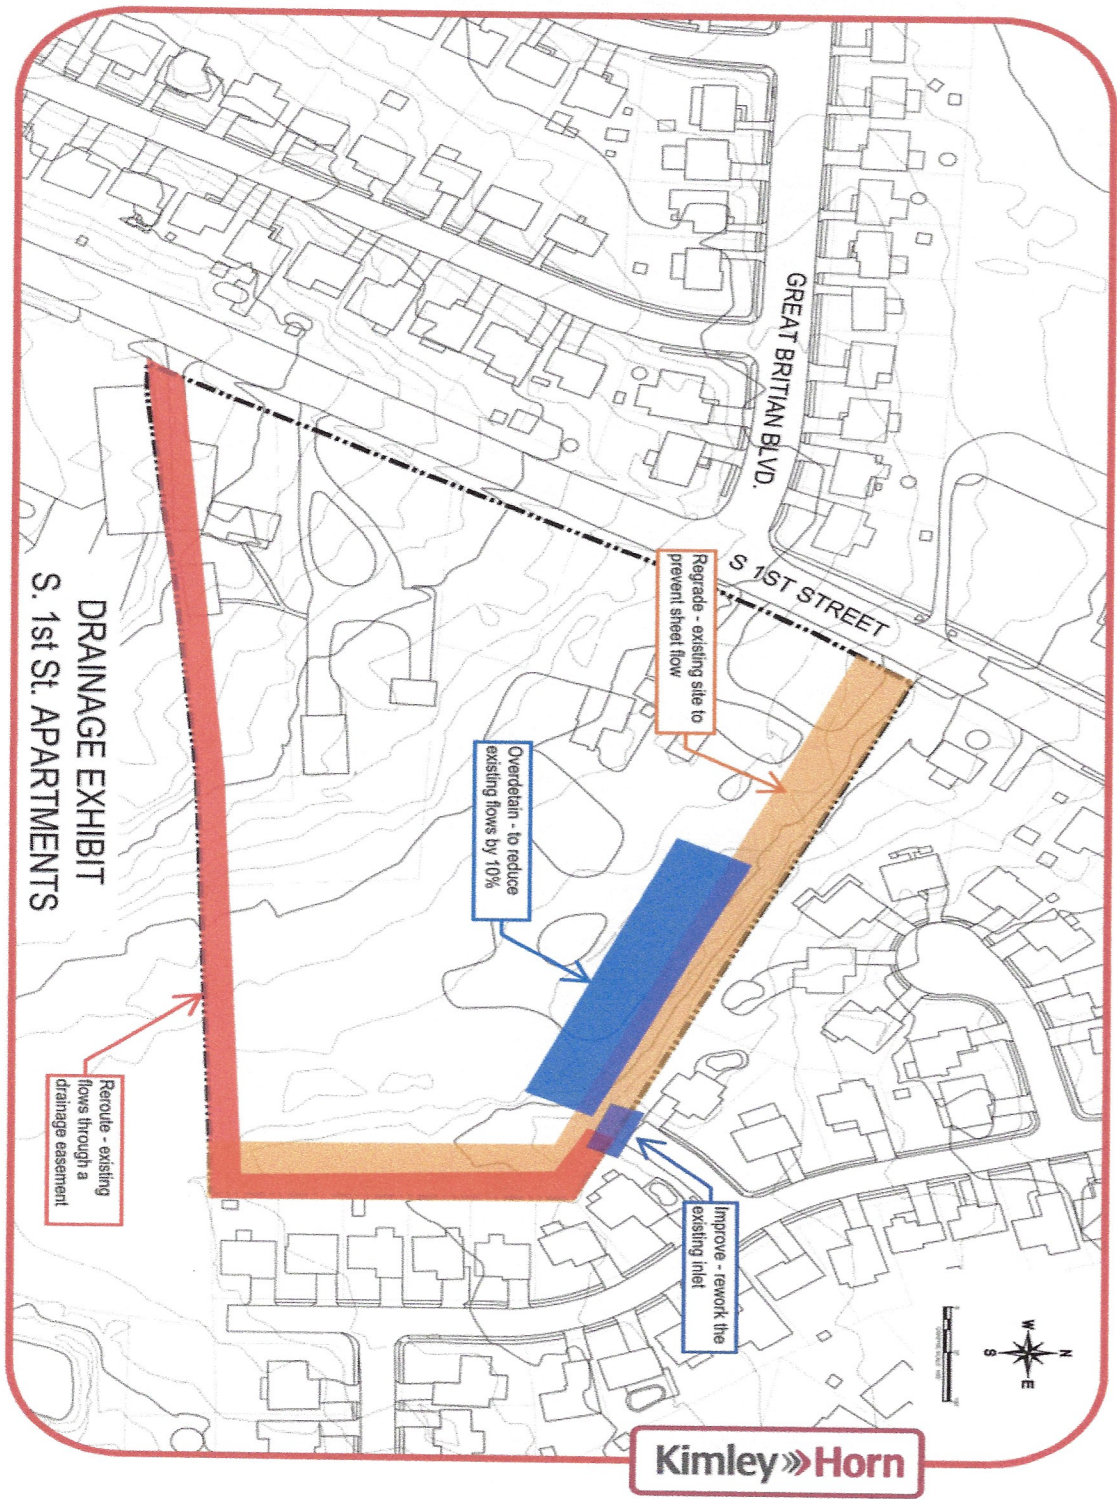 GREAT BRITIAN BLVD.
S 1ST STREET
Regrade - existing site to
prevent sheet flow
Overdetain - to reduce
existing flows by 10%
Improve - rework the
existing inlet
Reroute - existing
flows through a
drainage easement
N
W
E
S
DRAINAGE EXHIBIT
S. 1st St. APARTMENTS
Kimley»Horn